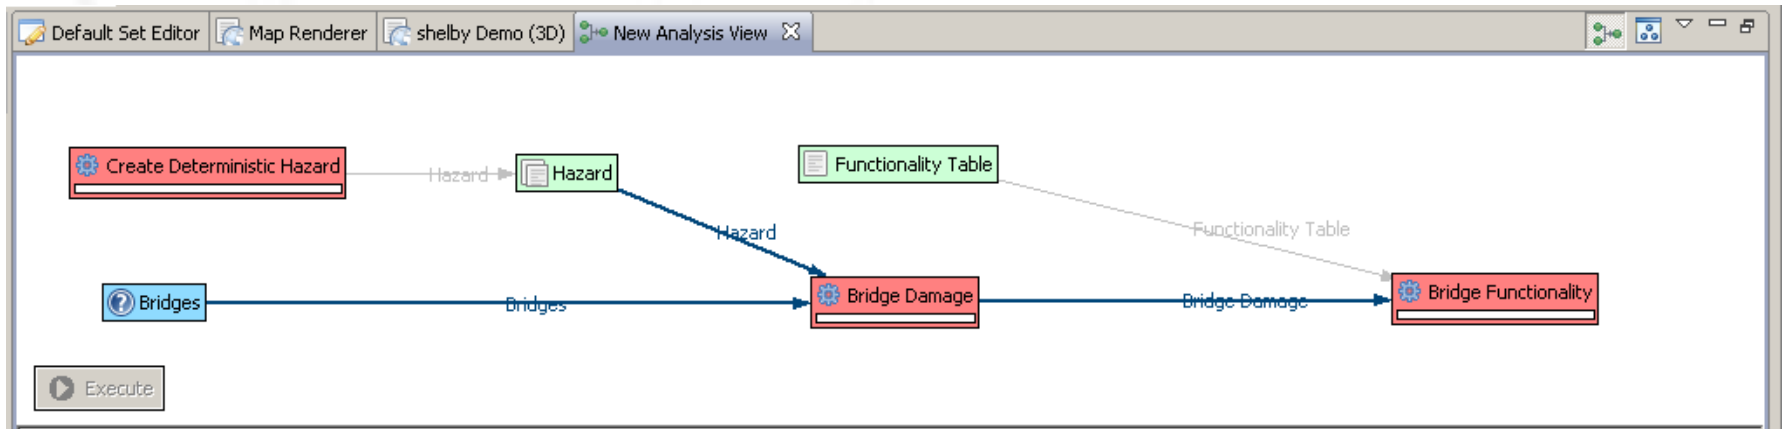 Default Set Editor
Map Renderer
shelby Demo (3D)
New Analysis View
Create Deterministic Hazard
Hazard
Hazard
Functionality Table
Hazard
Functionality Table
Bridges
Bridges
Bridge Damage
Bridge Damage
Bridge Functionality
Execute